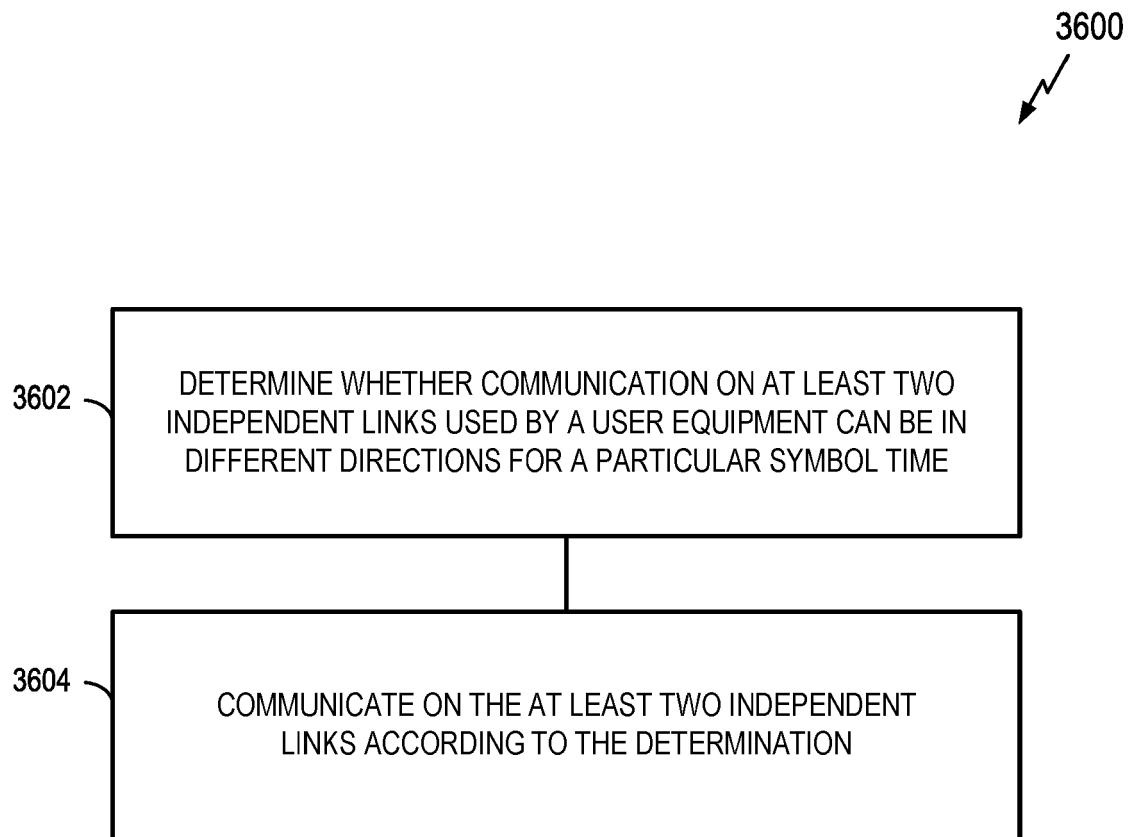 3600
3602
DETERMINE WHETHER COMMUNICATION ON AT LEAST TWO
INDEPENDENT LINKS USED BY A USER EQUIPMENT CAN BE IN
DIFFERENT DIRECTIONS FOR A PARTICULAR SYMBOL TIME
3604
COMMUNICATE ON THE AT LEAST TWO INDEPENDENT
LINKS ACCORDING TO THE DETERMINATION